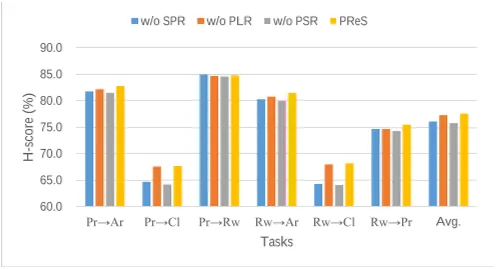 w/o SPR w/o PLR w/o PSR PReS
90.0
85.0
80.0
75.0
70.0
65.0
60.0
H-score (%)
Pr→Ar Pr→Cl Pr→Rw Rw→Ar Rw→Cl Rw→Pr Avg.
Tasks